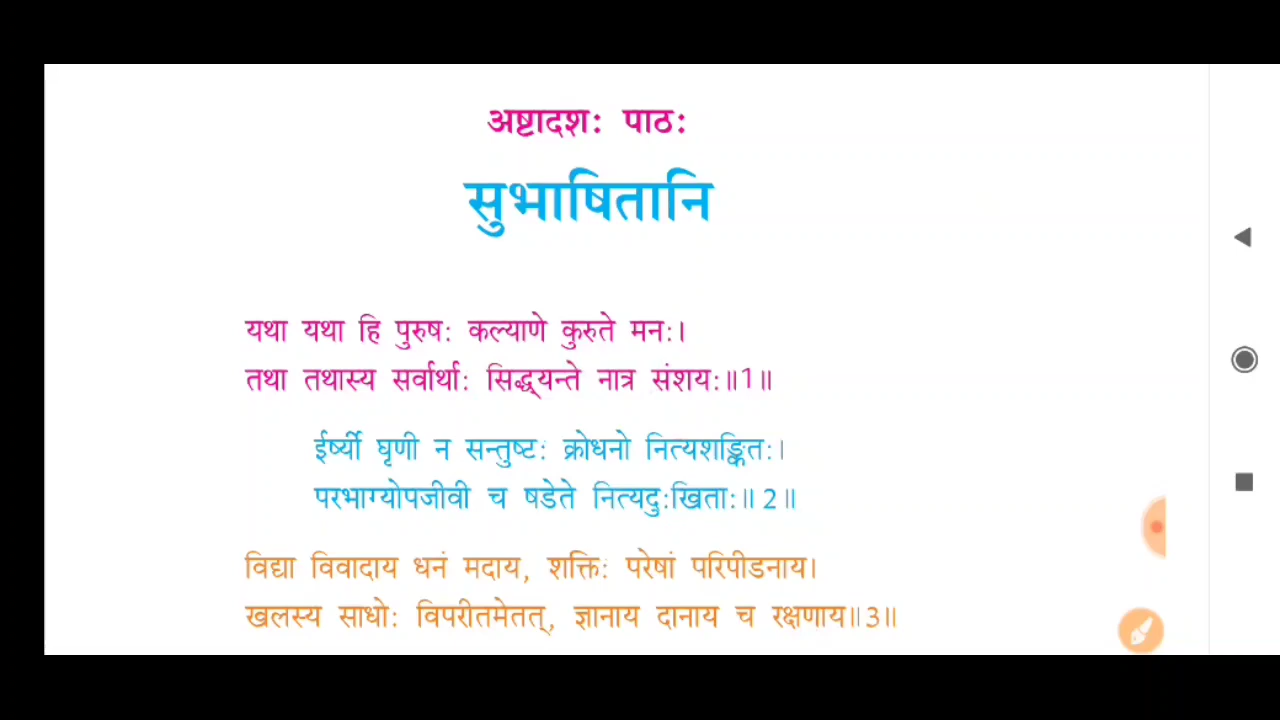 अष्टादशः पाठः
सुभाषितानि
यथा यथा हि पुरुषः कल्याणे कुरुते मनः।
तथा तथास्य सर्वार्थाः सिद्ध्यन्ते नात्र संशयः॥1॥
ईर्ष्यी घृणी न सन्तुष्टः क्रोधनो नित्यशङ्कितः।
परभाग्योपजीवी च षडेते नित्यदुःखिताः॥2॥
विद्या विवादाय धनं मदाय, शक्तिः परेषां परिपीडनाय।
खलस्य साधोः विपरीतमेतत्, ज्ञानाय दानाय च रक्षणाय॥3॥